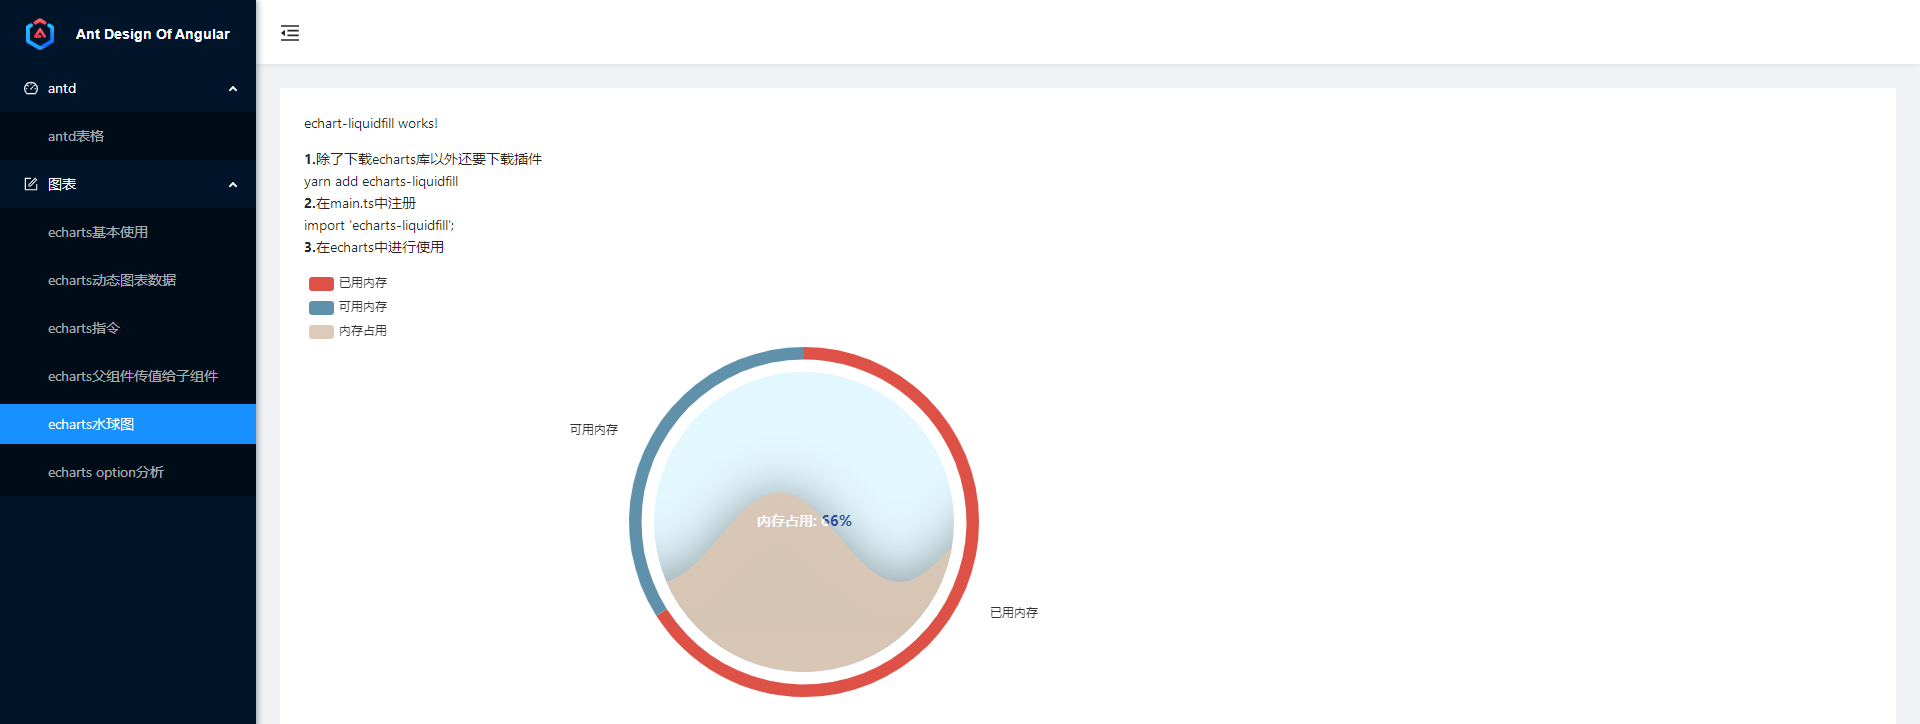 Ant Design Of Angular
antd
antd表格
图表
echarts基本使用
echarts动态图表数据
echarts指令
echarts父组件传值给子组件
echarts水球图
echarts option分析
echart-liquidfill works!
1.除了下载echarts库以外还要下载插件
yarn add echarts-liquidfill
2.在main.ts中注册
import 'echarts-liquidfill';
3.在echarts中进行使用
已用内存
可用内存
内存占用
可用内存
内存占用: 66%
已用内存